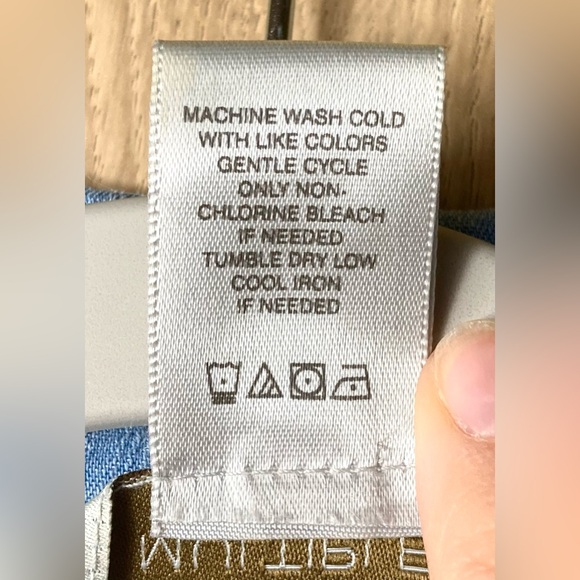 MACHINE WASH COLD
WITH LIKE COLORS
GENTLE CYCLE
ONLY NON-
CHLORINE BLEACH
IF NEEDED
TUMBLE DRY LOW
COOL IRON
IF NEEDED